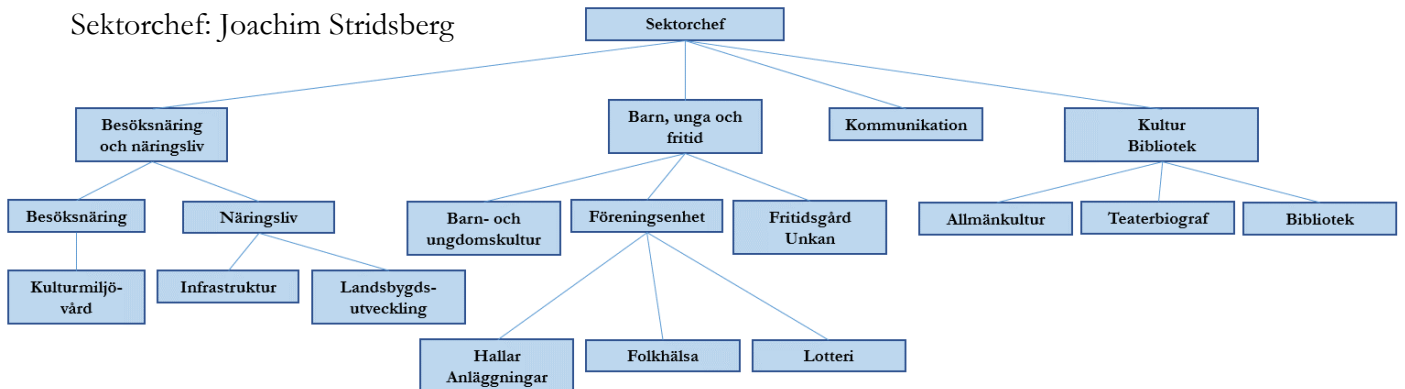 Sektorchef: Joachim Stridsberg
Sektorchef
Besöksnäring
och näringsliv
Barn, unga och
fritid
Kommunikation
Kultur
Bibliotek
Besöksnäring
Näringsliv
Barn- och
ungdomskultur
Föreningsenhet
Fritidsgård
Unkan
Allmänkultur
Teaterbiograf
Bibliotek
Kulturmiljö-
vård
Infrastruktur
Landsbygds-
utveckling
Hallar
Anläggningar
Folkhälsa
Lotteri